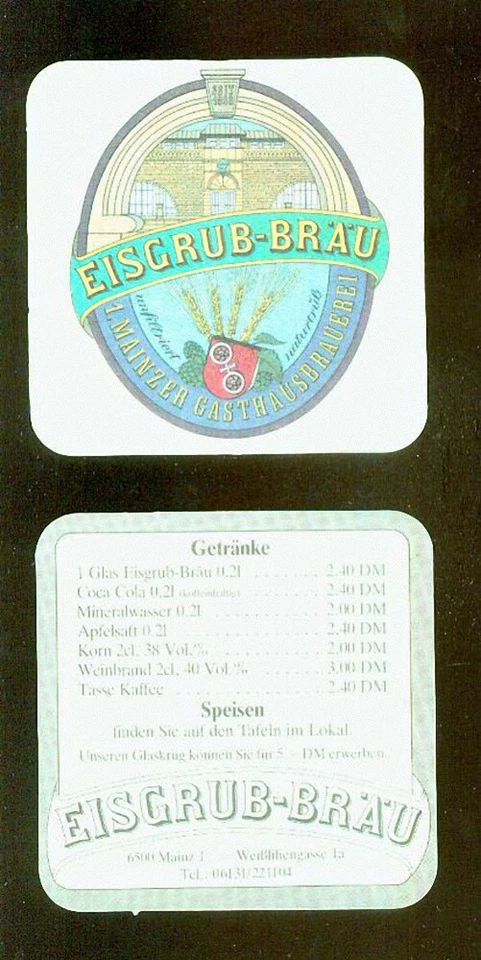 EISGRUB-BRÄU
unfiltriert
naturtrüb
1. MAINZER GASTHAUSBRAUEREI
Getränke
1 Glas Eisgrub-Bräu 0,2l . . . . . . . 2,40 DM
Coca Cola 0,2l (koffeinhaltig) . . . . . . . 2,40 DM
Mineralwasser 0,2l . . . . . . . . . . . 2,00 DM
Apfelsaft 0,2l . . . . . . . . . . . . . . 2,40 DM
Korn 2cl, 38 Vol.% . . . . . . . . . . 2,00 DM
Weinbrand 2cl, 40 Vol.% . . . . . . . 3,00 DM
Tasse Kaffee . . . . . . . . . . . . . . 2,40 DM
Speisen
finden Sie auf den Tafeln im Lokal.
Unseren Glaskrug können Sie für 5,– DM erwerben.
EISGRUB-BRÄU
6500 Mainz 1 Weißliliengasse 1a
Tel.: 06131/221104